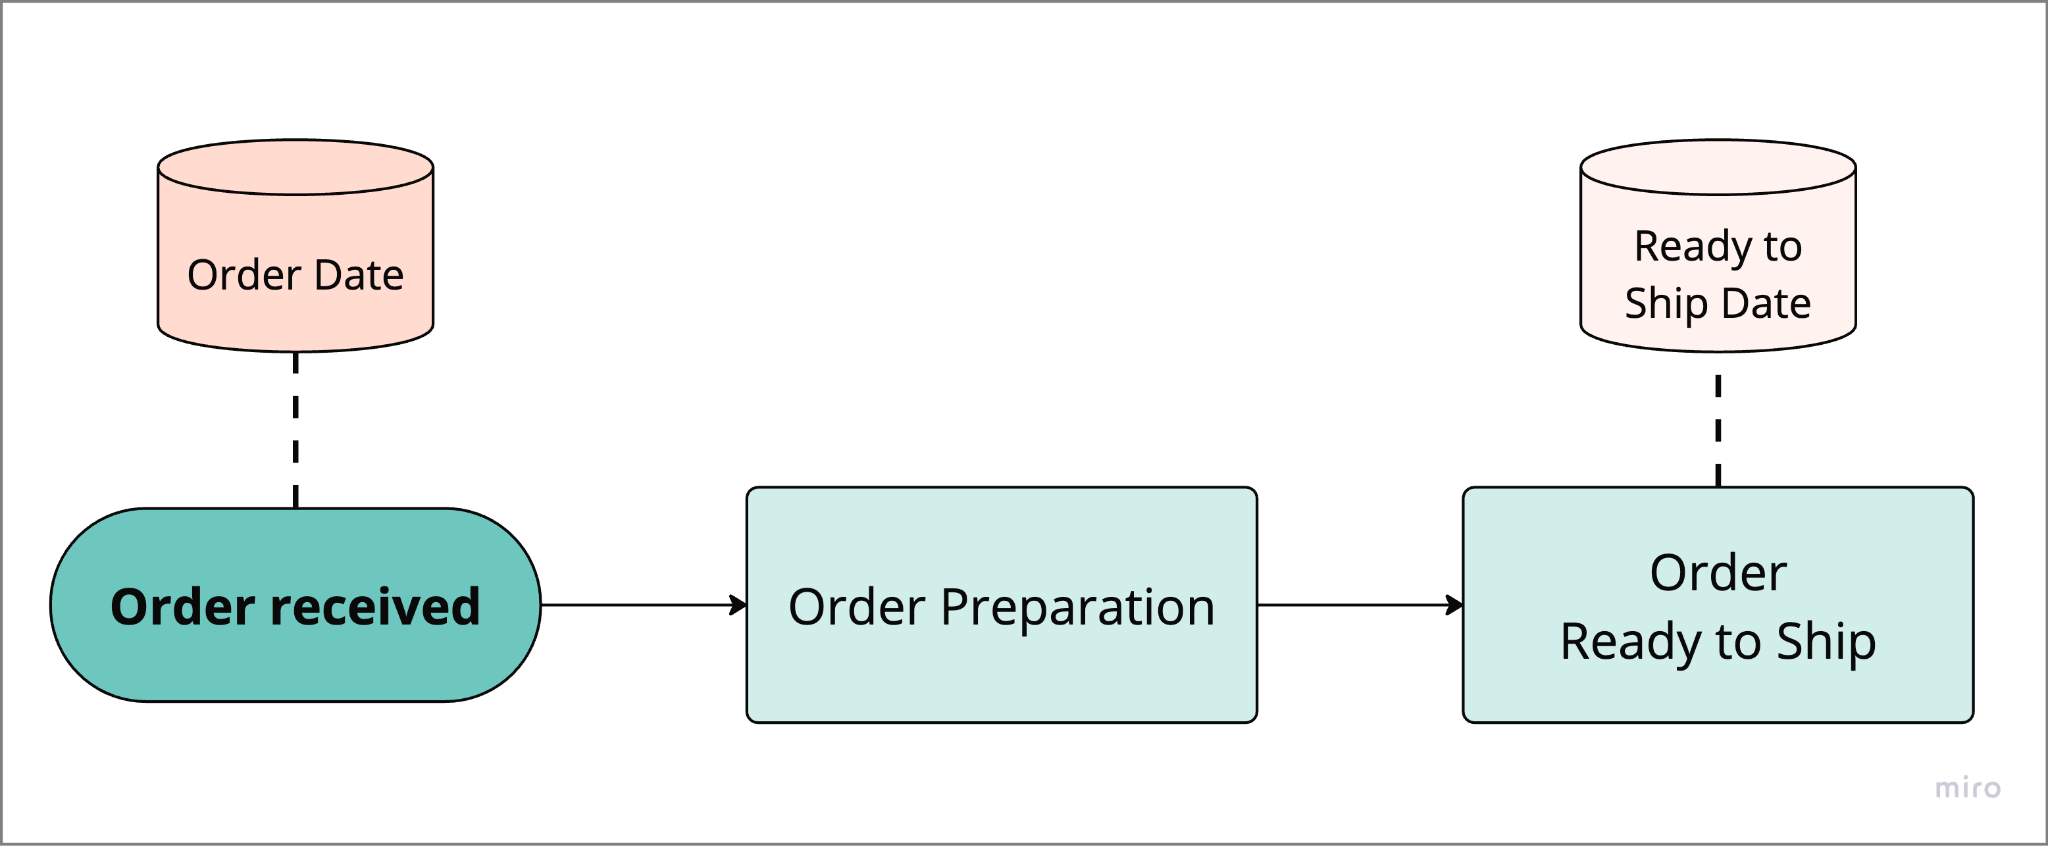 Order Date
Ready to
Ship Date
Order received
Order Preparation
Order
Ready to Ship
miro